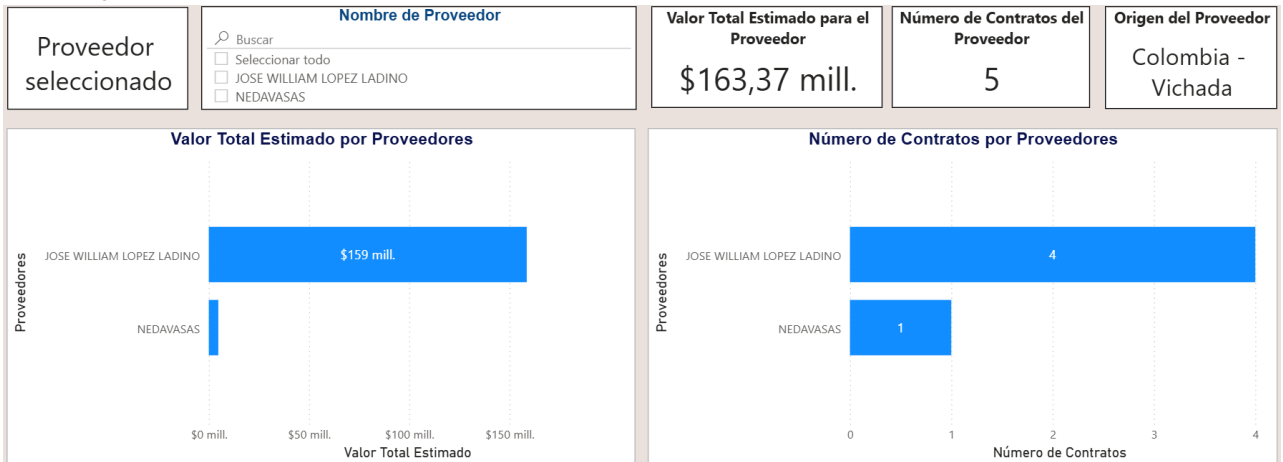 Proveedor
seleccionado
Nombre de Proveedor
Buscar
Seleccionar todo
JOSE WILLIAM LOPEZ LADINO
NEDAVASAS
Valor Total Estimado para el
Proveedor
$163,37 mill.
Número de Contratos del
Proveedor
5
Origen del Proveedor
Colombia -
Vichada
Valor Total Estimado por Proveedores
Proveedores
JOSE WILLIAM LOPEZ LADINO
$159 mill.
NEDAVASAS
$0 mill.
$50 mill.
$100 mill.
$150 mill.
Valor Total Estimado
Número de Contratos por Proveedores
Proveedores
JOSE WILLIAM LOPEZ LADINO
4
NEDAVASAS
1
0
1
2
3
4
Número de Contratos